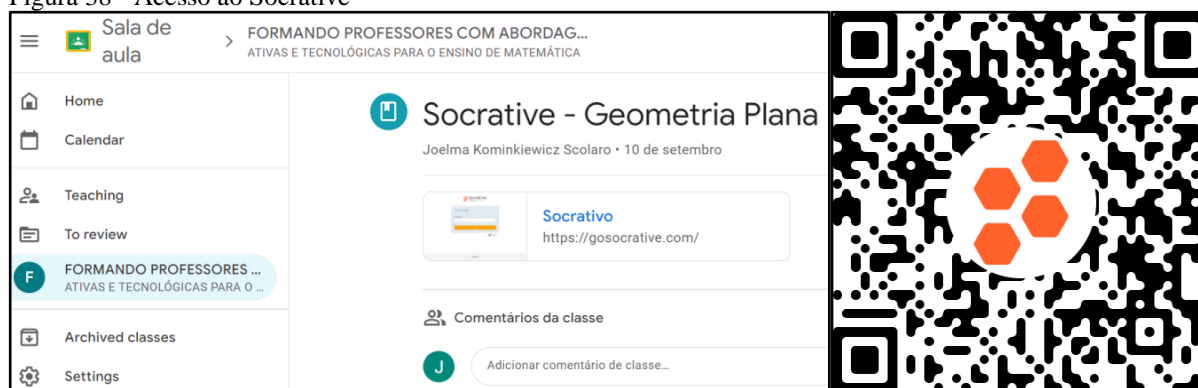 Figura 38 - Acesso ao Socrative
Sala de
aula
> FORMANDO PROFESSORES COM ABORDAG...
ATIVAS E TECNOLÓGICAS PARA O ENSINO DE MATEMÁTICA
Home
Calendar
Teaching
To review
F
FORMANDO PROFESSORES ...
ATIVAS E TECNOLÓGICAS PARA O ...
Archived classes
Settings
Socrative - Geometria Plana
Joelma Kominkiewicz Scolaro • 10 de setembro
Socrativo
https://gosocrative.com/
Comentários da classe
J
Adicionar comentário de classe...